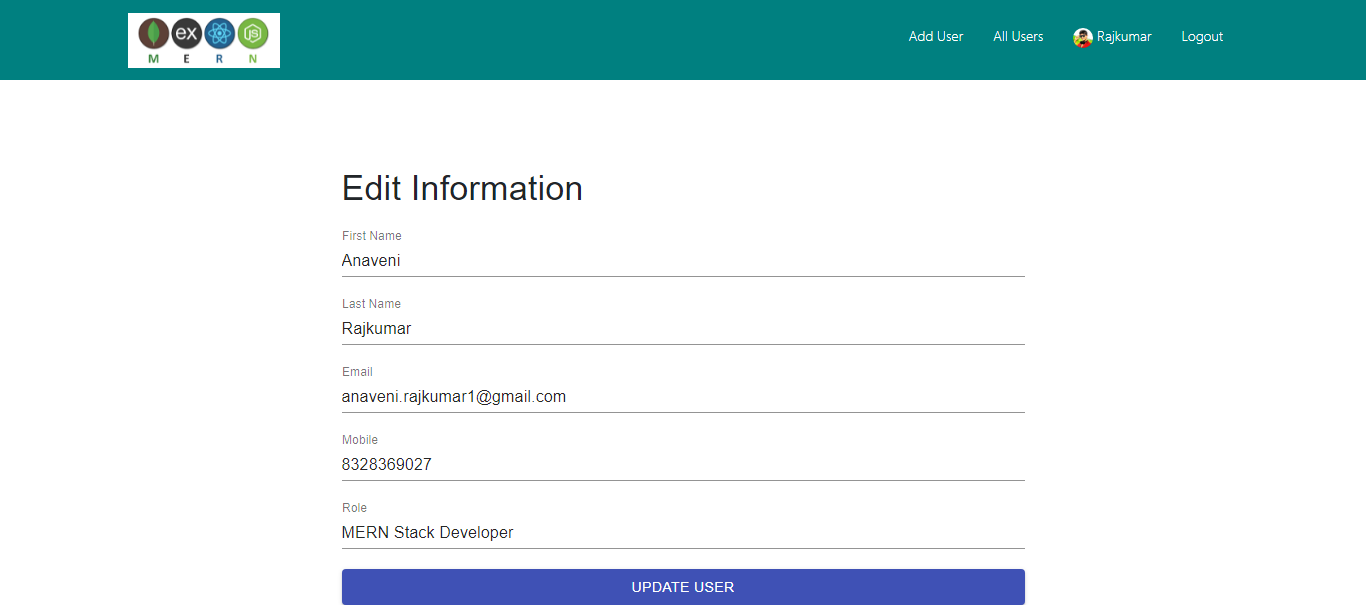 ex JS
M E R N
Add User All Users Rajkumar Logout
Edit Information
First Name
Anaveni
Last Name
Rajkumar
Email
anaveni.rajkumar1@gmail.com
Mobile
8328369027
Role
MERN Stack Developer
UPDATE USER